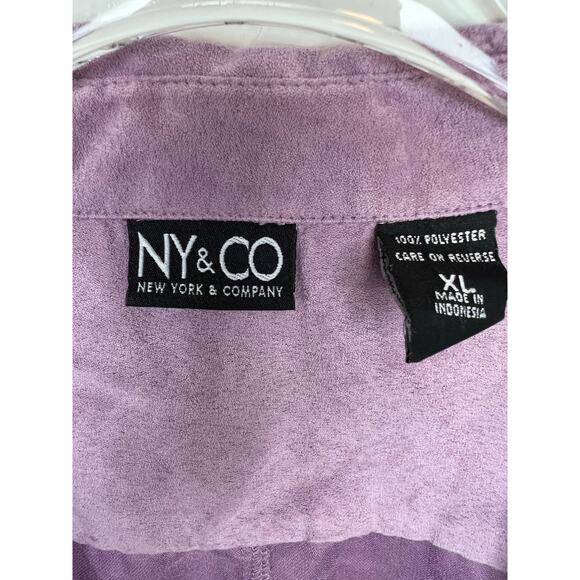 NY & CO
NEW YORK & COMPANY
100% POLYESTER
CARE ON REVERSE
XL
MADE IN
INDONESIA